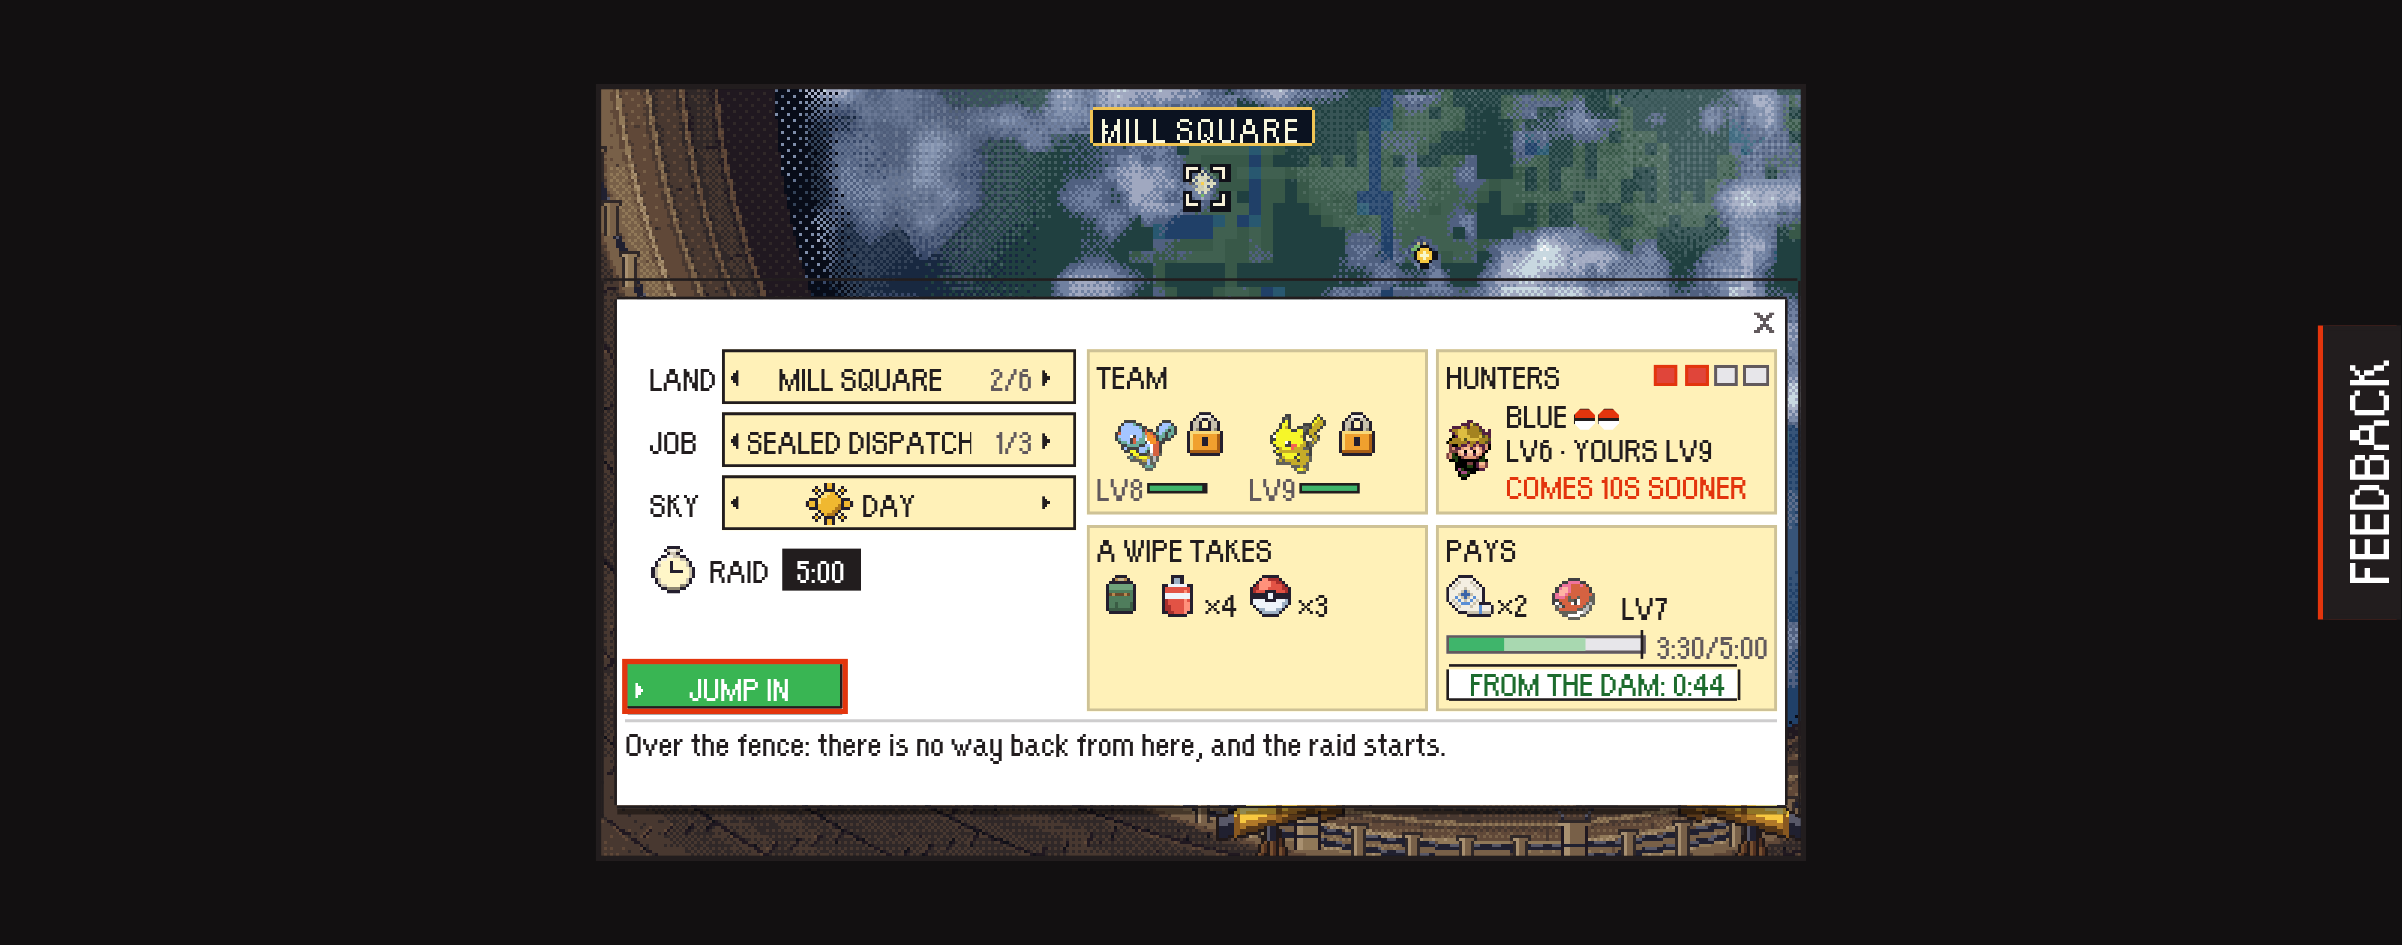 MILL SQUARE
X
LAND MILL SQUARE 2/6
JOB SEALED DISPATCH 1/3
SKY DAY
RAID 5:00
JUMP IN
TEAM
LV8 LV9
HUNTERS
BLUE
LV6 · YOURS LV9
COMES 10S SOONER
A WIPE TAKES
×4 ×3
PAYS
×2 LV7
3:30/5:00
FROM THE DAM: 0:44
Over the fence: there is no way back from here, and the raid starts.
FEEDBACK